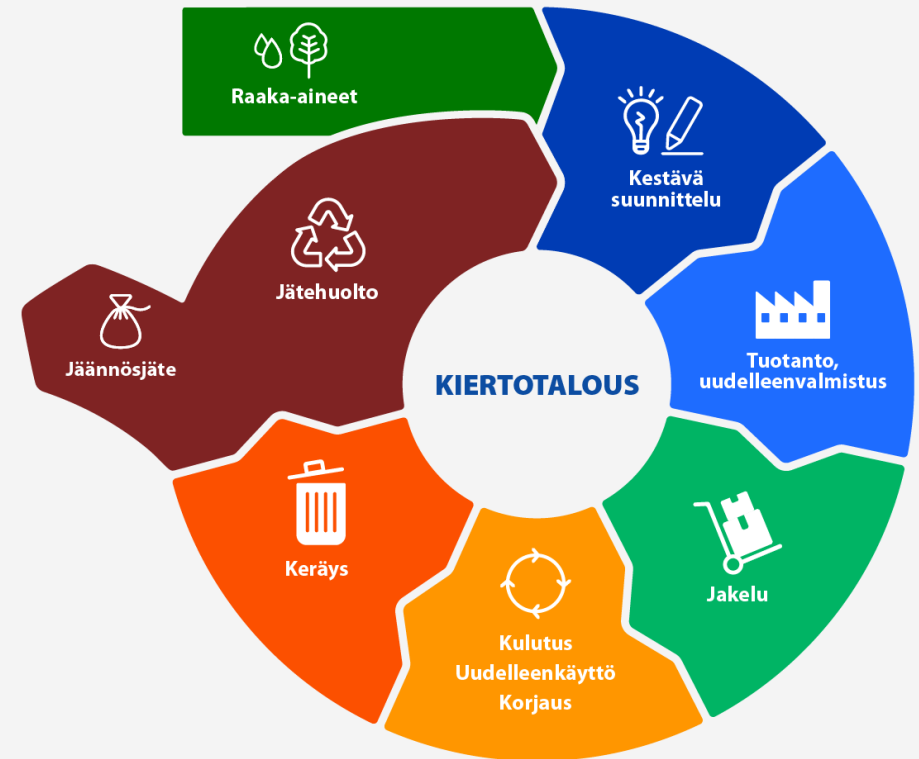 Raaka-aineet
Kestävä
suunnittelu
Tuotanto,
uudelleenvalmistus
Jakelu
Kulutus
Uudelleenkäyttö
Korjaus
Keräys
Jätehuolto
Jäännösjäte
KIERTOTALOUS